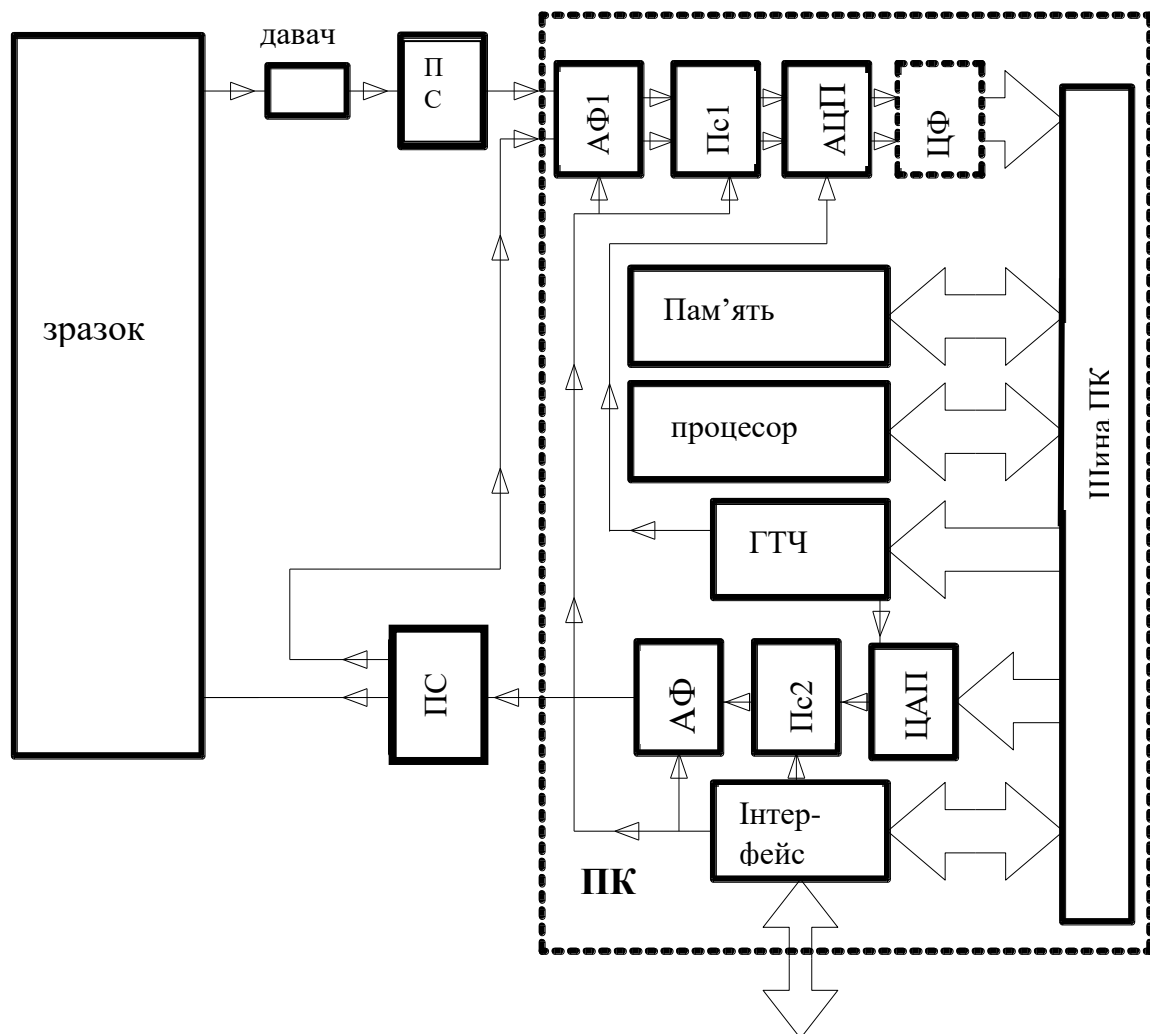 давач
П
С
АФ1
Пс1
АЦП
ЦФ
зразок
Пам’ять
процесор
Шина ПК
ГТЧ
ПС
АФ
Пс2
ЦАП
Інтер-
фейс
ПК